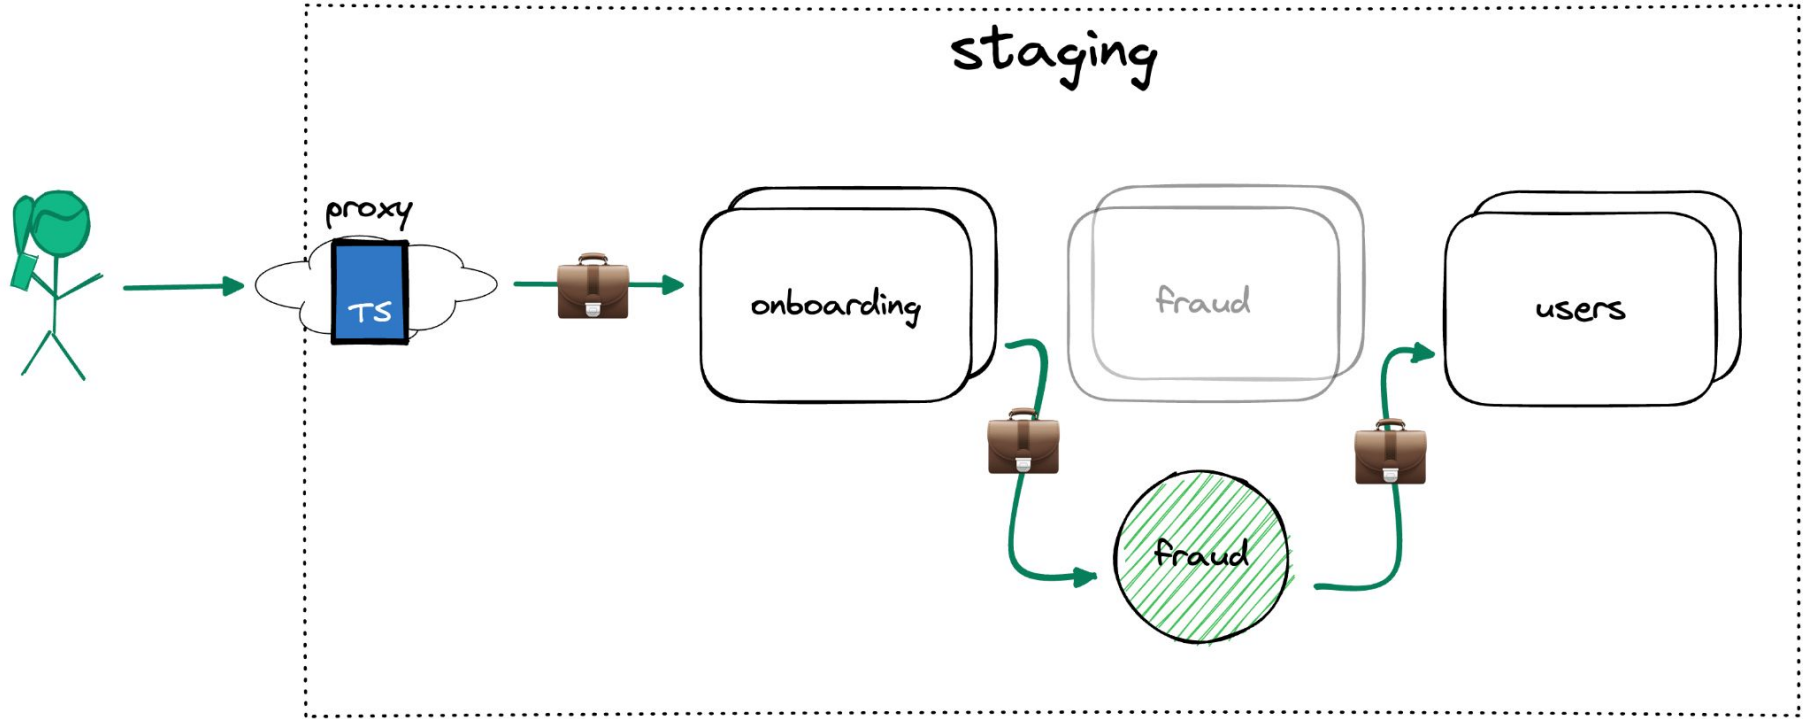 staging
proxy
TS
onboarding
fraud
users
fraud